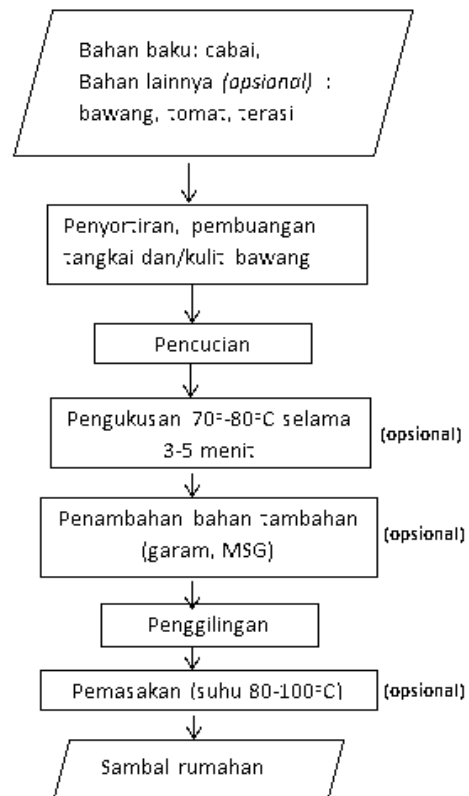 Bahan baku: cabai,
Bahan lainnya (opsional) :
bawang, tomat, terasi
Penyortiran, pembuangan
tangkai dan/kulit bawang
Pencucian
Pengukusan 70°-80°C selama
3-5 menit
(opsional)
Penambahan bahan tambahan
(garam, MSG)
(opsional)
Penggilingan
Pemasakan (suhu 80-100°C)
(opsional)
Sambal rumahan